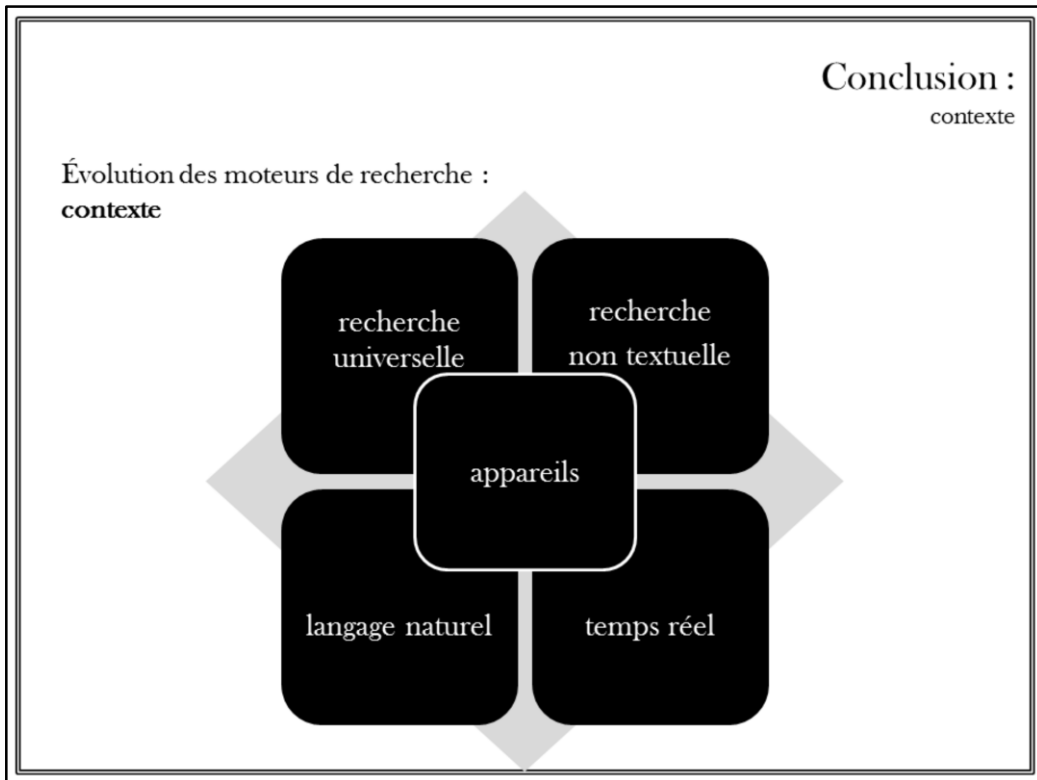 Conclusion :
contexte
Évolution des moteurs de recherche :
contexte
recherche
universelle
recherche
non textuelle
appareils
langage naturel
temps réel